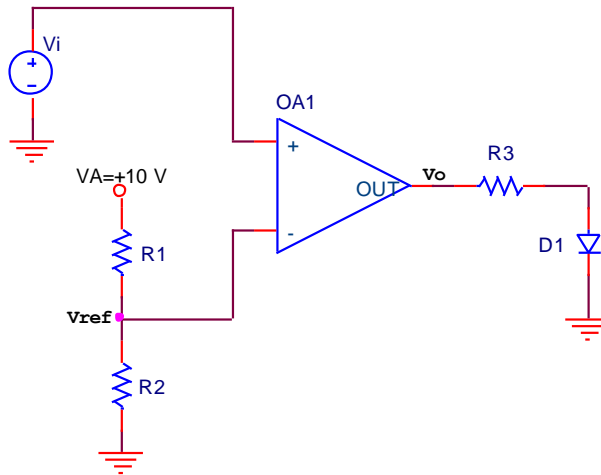 Vi
+
-
OA1
+
-
OUT
Vo
R3
D1
VA=+10 V
R1
Vref
R2